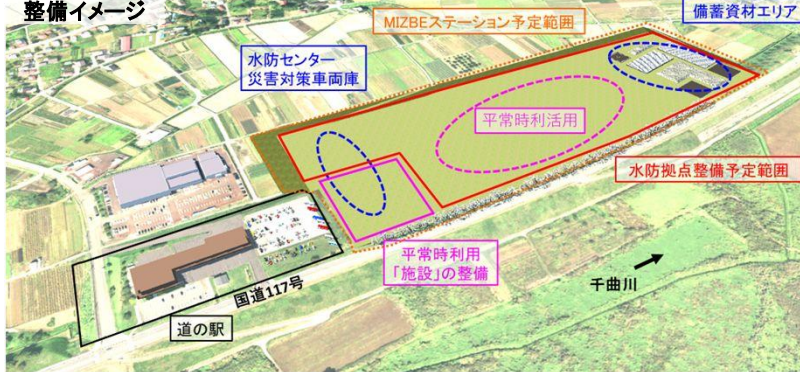 整備イメージ
MIZBEステーション予定範囲
備蓄資材エリア
水防センター
災害対策車両庫
平常時利活用
水防拠点整備予定範囲
平常時利用
「施設」の整備
千曲川
国道117号
道の駅